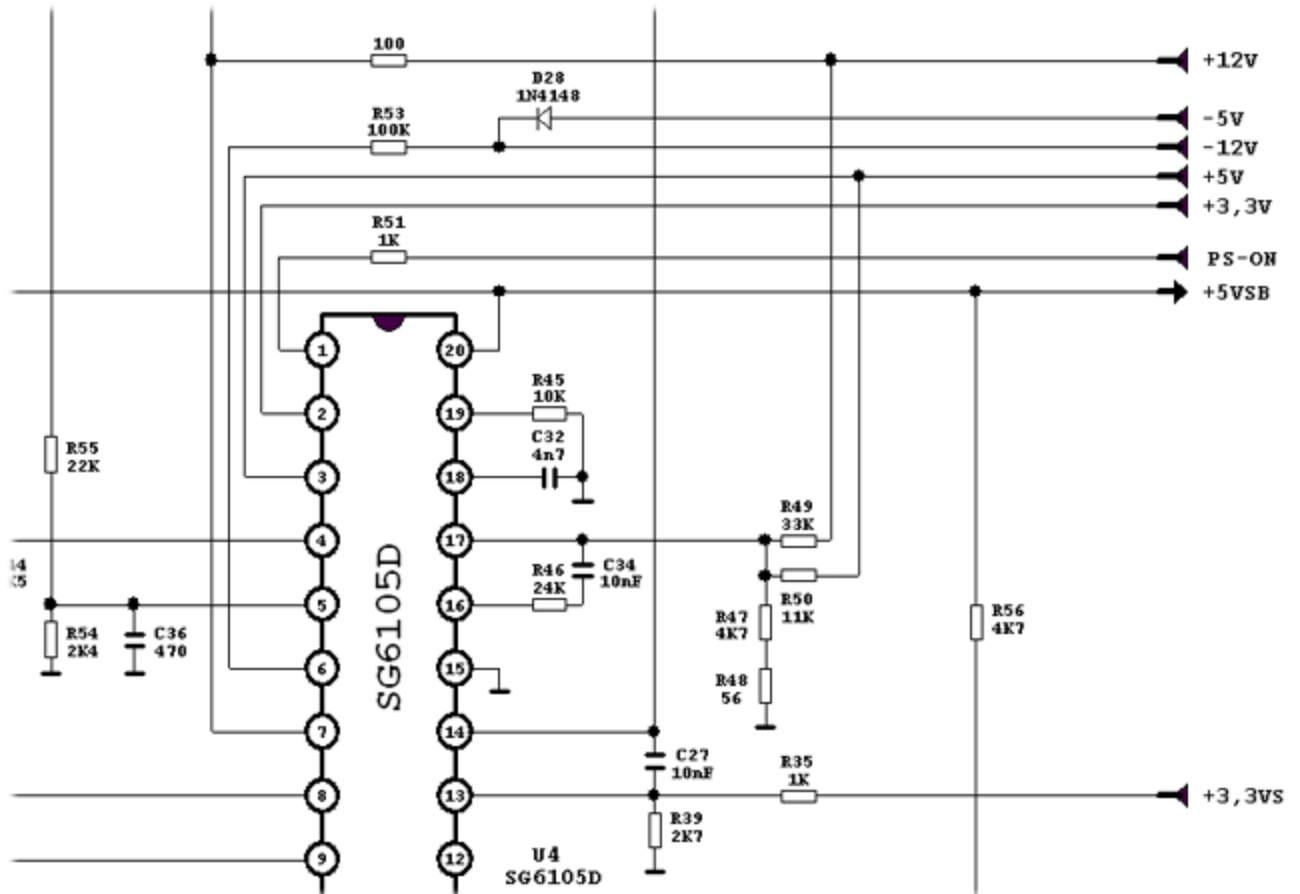 100
+12V
D28
1N4148
-5V
R53
100K
-12V
+5V
+3,3V
R51
1K
PS-ON
+5VSB
1
20
R45
10K
2
19
C32
4n7
R55
22K
3
18
R49
33K
4
17
C34
10nF
R46
24K
R50
11K
5
16
R54
2K4
C36
470
R47
4K7
R56
4K7
SG6105D
6
15
R48
56
7
14
C27
10nF
R35
1K
8
13
+3,3VS
R39
2K7
9
12
U4
SG6105D